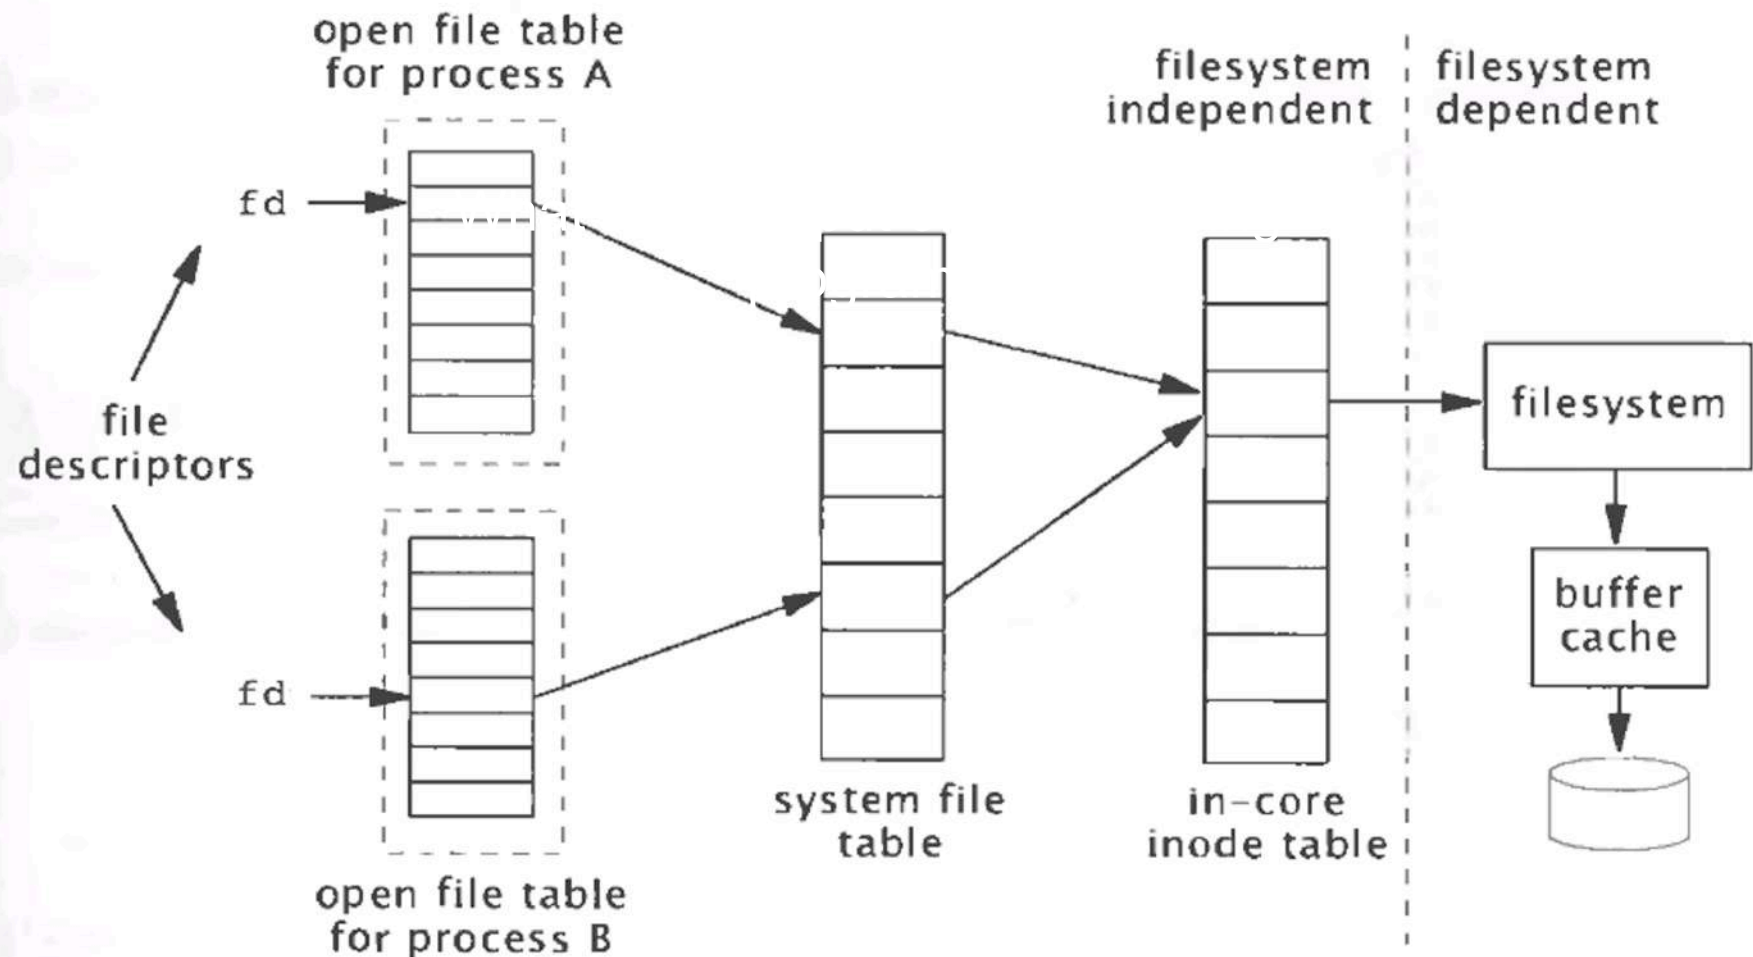 open file table
for process A
filesystem
independent
filesystem
dependent
fd
file
descriptors
filesystem
buffer
cache
fd
system file
table
in-core
inode table
open file table
for process B